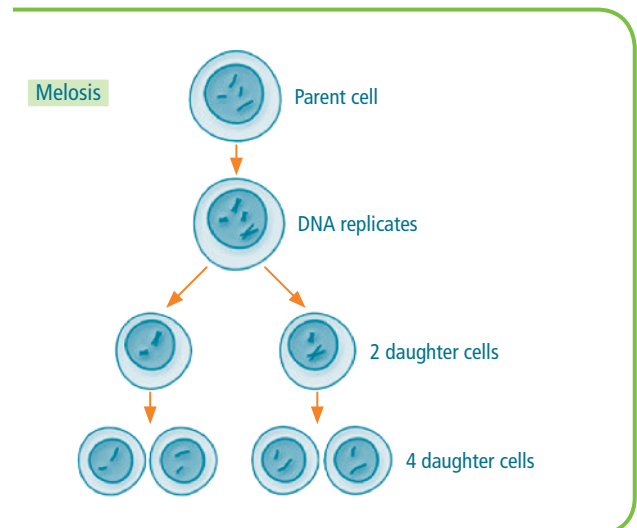 Melosis
Parent cell
DNA replicates
2 daughter cells
4 daughter cells